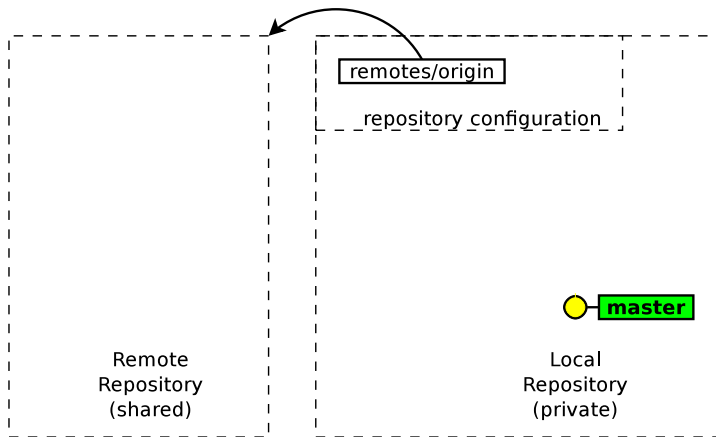 remotes/origin
repository configuration
master
Remote
Repository
(shared)
Local
Repository
(private)